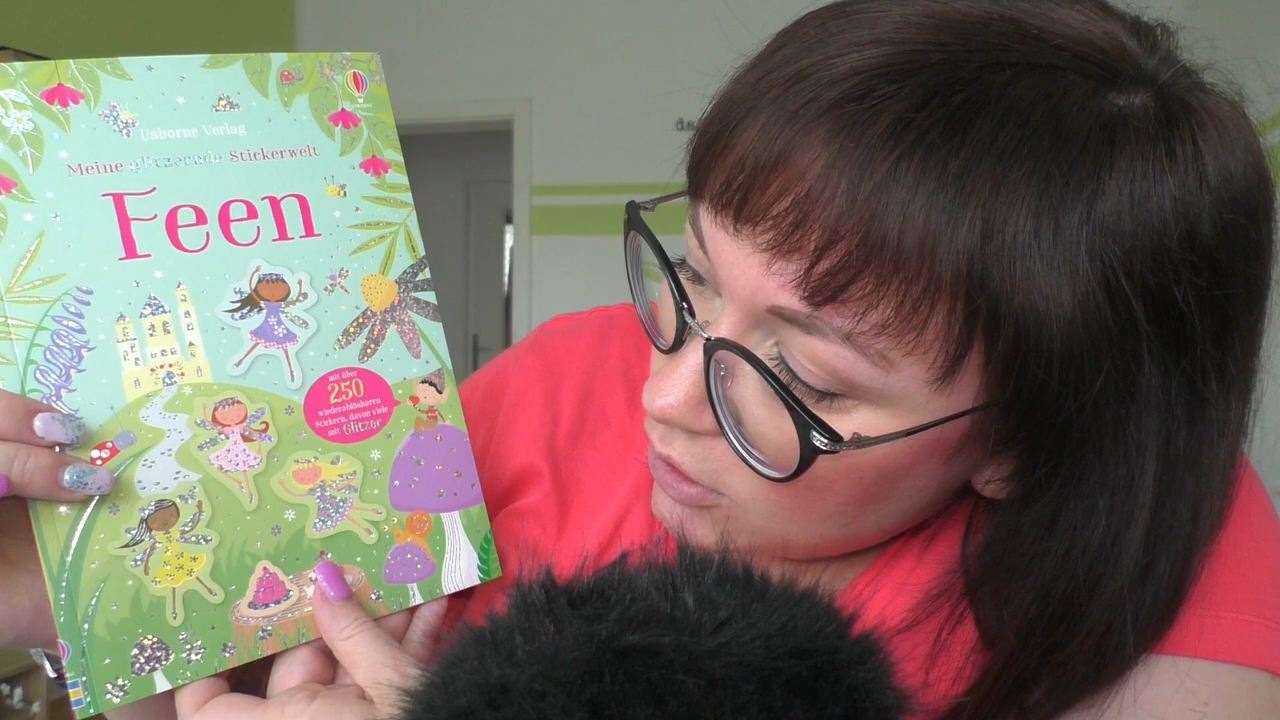 Usborne Verlag
Meine glitzernde Stickerwelt
Feen
mit über
250
wiederablösbaren
Stickern, davon viele
mit Glitzer